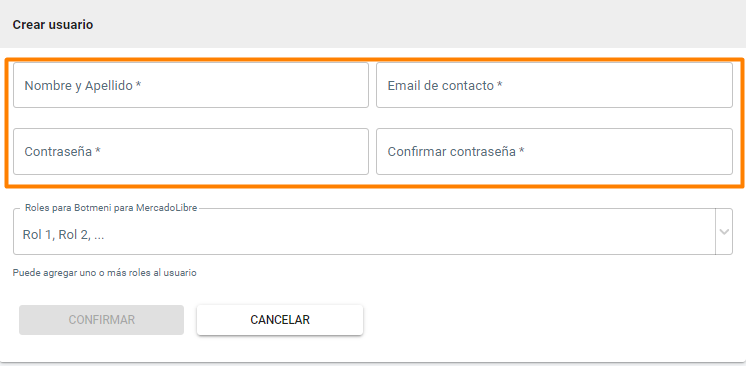 Crear usuario
Nombre y Apellido *
Email de contacto *
Contraseña *
Confirmar contraseña *
Roles para Botmeni para MercadoLibre
Rol 1, Rol 2, ...
Puede agregar uno o más roles al usuario
CONFIRMAR
CANCELAR